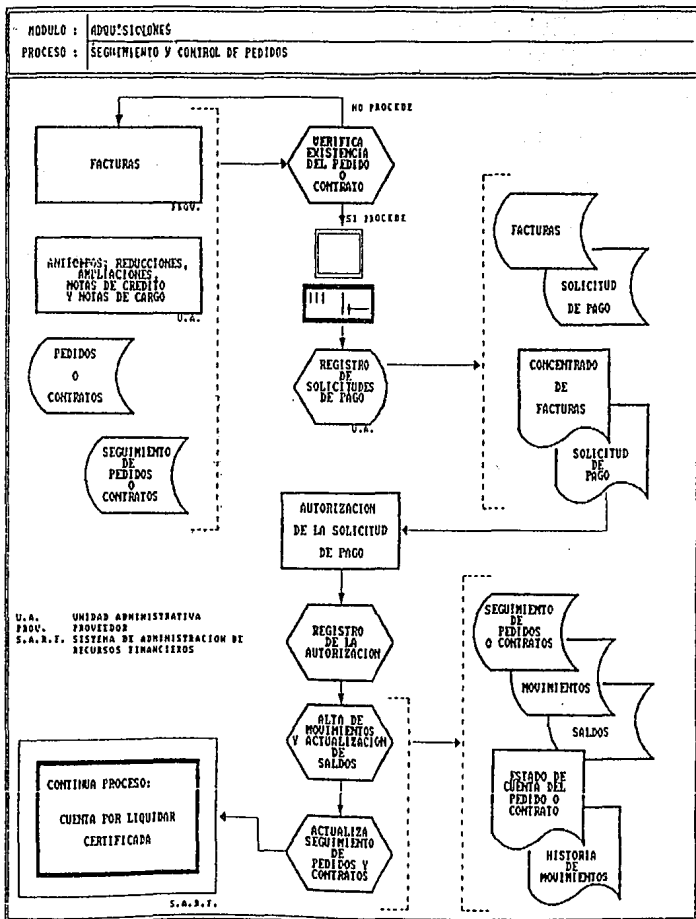 MODULO : ADQUISICIONES
PROCESO : SEGUIMIENTO Y CONTROL DE PEDIDOS
NO PROCEDE
FACTURAS
PROV.
VERIFICA
EXISTENCIA
DEL PEDIDO
O
CONTRATO
SI PROCEDE
ANTICIPOS; REDUCCIONES,
AMPLIACIONES,
NOTAS DE CREDITO
Y NOTAS DE CARGO
U.A.
PEDIDOS
O
CONTRATOS
SEGUIMIENTO
DE
PEDIDOS
O
CONTRATOS
REGISTRO
DE
SOLICITUDES
DE PAGO
U.A.
FACTURAS
SOLICITUD
DE PAGO
CONCENTRADO
DE
FACTURAS
SOLICITUD
DE
PAGO
AUTORIZACION
DE LA SOLICITUD
DE PAGO
U.A. UNIDAD ADMINISTRATIVA
PROV. PROVEEDOR
S.A.R.F. SISTEMA DE ADMINISTRACION DE
RECURSOS FINANCIEROS
REGISTRO
DE LA
AUTORIZACION
ALTA DE
MOVIMIENTOS
Y ACTUALIZACION
DE
SALDOS
ACTUALIZA
SEGUIMIENTO
DE
PEDIDOS Y
CONTRATOS
SEGUIMIENTO
DE
PEDIDOS
O CONTRATOS
MOVIMIENTOS
SALDOS
ESTADO DE
CUENTA DEL
PEDIDO O
CONTRATO
HISTORIA
DE
MOVIMIENTOS
CONTINUA PROCESO:
CUENTA POR LIQUIDAR
CERTIFICADA
S.A.R.F.